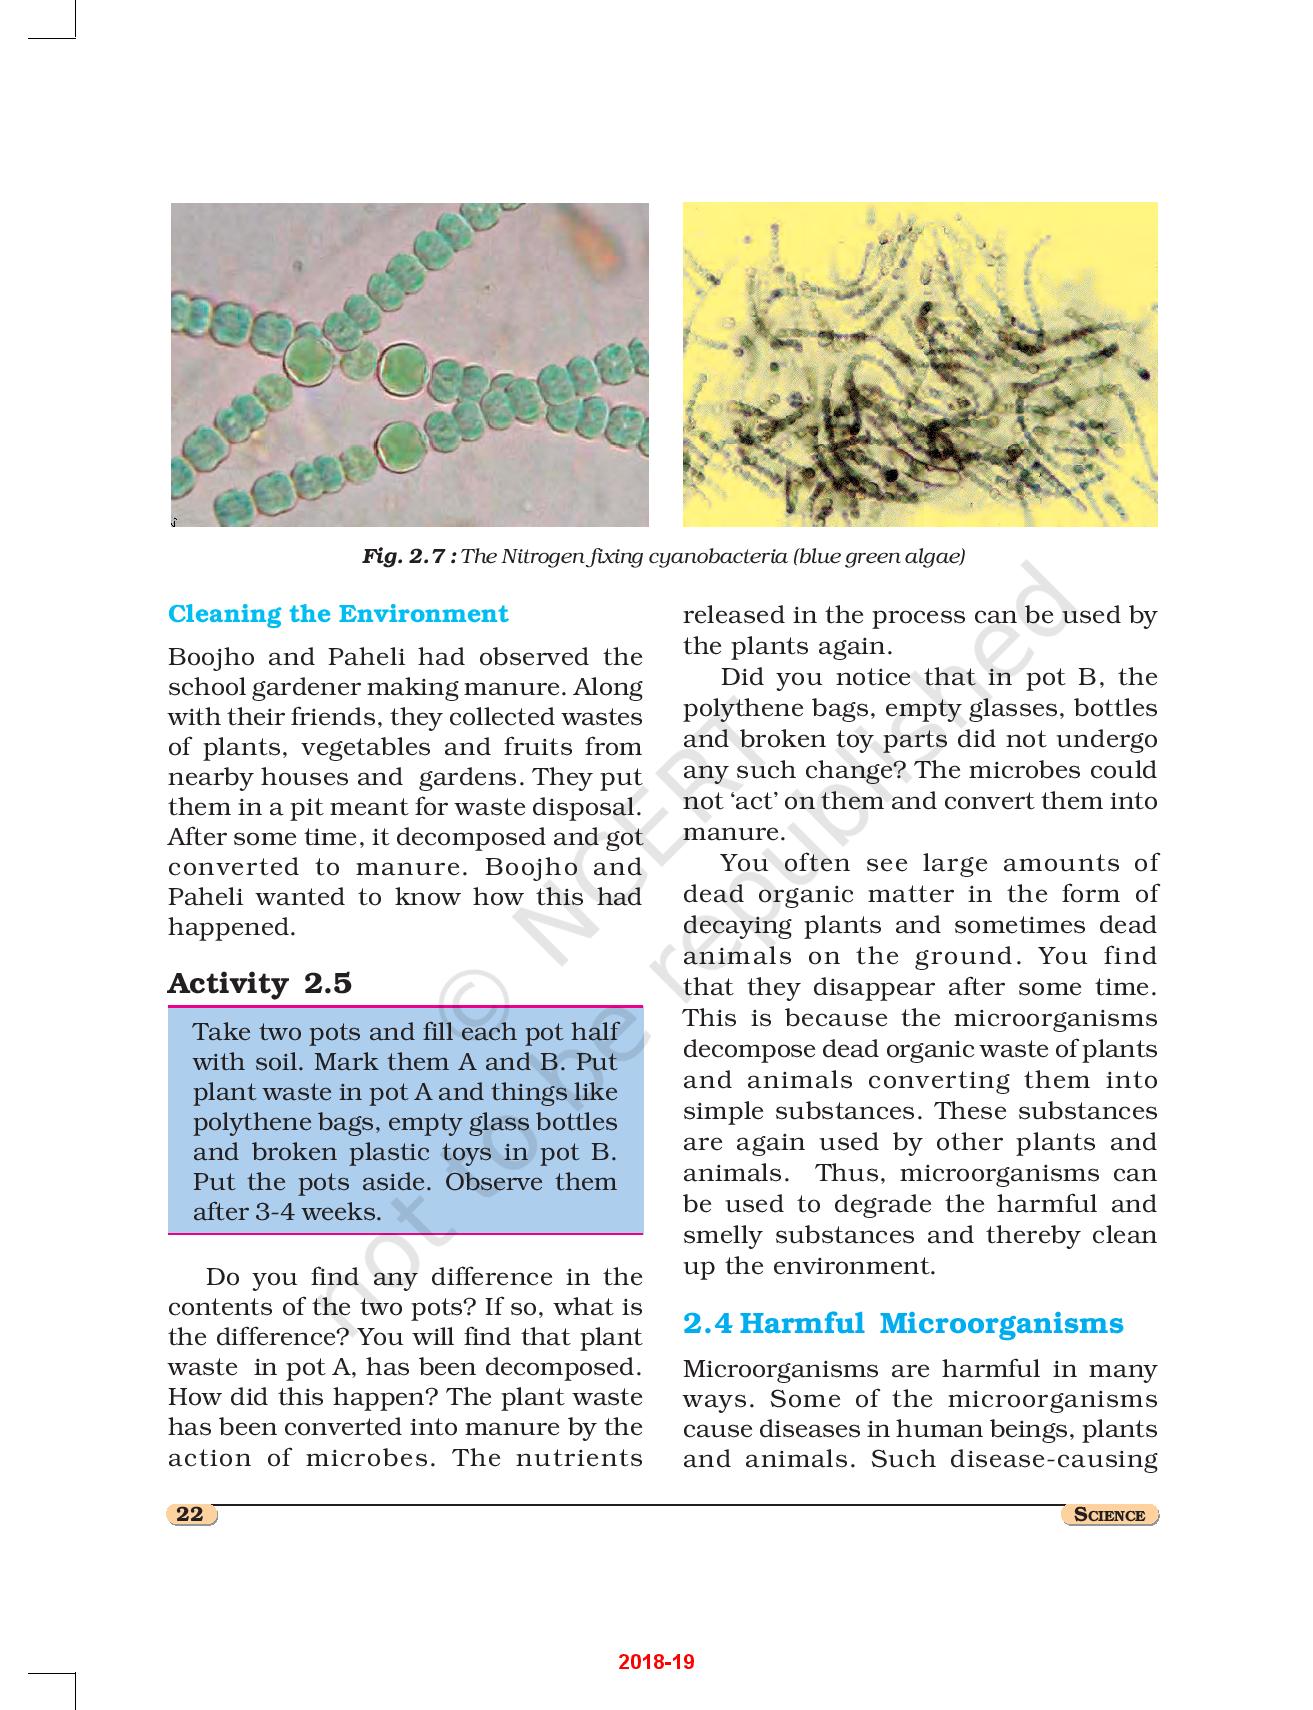 Fig. 2.7 : The Nitrogen fixing cyanobacteria (blue green algae)
Cleaning the Environment
Boojho and Paheli had observed the
school gardener making manure. Along
with their friends, they collected wastes
of plants, vegetables and fruits from
nearby houses and gardens. They put
them in a pit meant for waste disposal.
After some time, it decomposed and got
converted to manure. Boojho and
Paheli wanted to know how this had
happened.
Activity 2.5
Take two pots and fill each pot half
with soil. Mark them A and B. Put
plant waste in pot A and things like
polythene bags, empty glass bottles
and broken plastic toys in pot B.
Put the pots aside. Observe them
after 3-4 weeks.
Do you find any difference in the
contents of the two pots? If so, what is
the difference? You will find that plant
waste in pot A, has been decomposed.
How did this happen? The plant waste
has been converted into manure by the
action of microbes. The nutrients
released in the process can be used by
the plants again.
Did you notice that in pot B, the
polythene bags, empty glasses, bottles
and broken toy parts did not undergo
any such change? The microbes could
not ‘act’ on them and convert them into
manure.
You often see large amounts of
dead organic matter in the form of
decaying plants and sometimes dead
animals on the ground. You find
that they disappear after some time.
This is because the microorganisms
decompose dead organic waste of plants
and animals converting them into
simple substances. These substances
are again used by other plants and
animals. Thus, microorganisms can
be used to degrade the harmful and
smelly substances and thereby clean
up the environment.
2.4 Harmful Microorganisms
Microorganisms are harmful in many
ways. Some of the microorganisms
cause diseases in human beings, plants
and animals. Such disease-causing
© NCERT
not to be republished
22
SCIENCE
2018-19